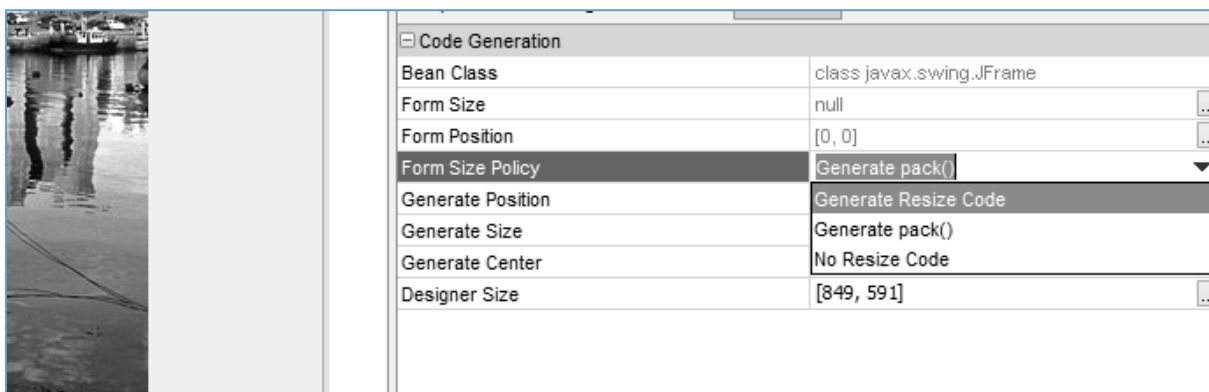 Code Generation
Bean Class class javax.swing.JFrame
Form Size null
Form Position [0, 0]
Form Size Policy Generate pack()
Generate Position Generate Resize Code
Generate Size Generate pack()
Generate Center No Resize Code
Designer Size [849, 591]